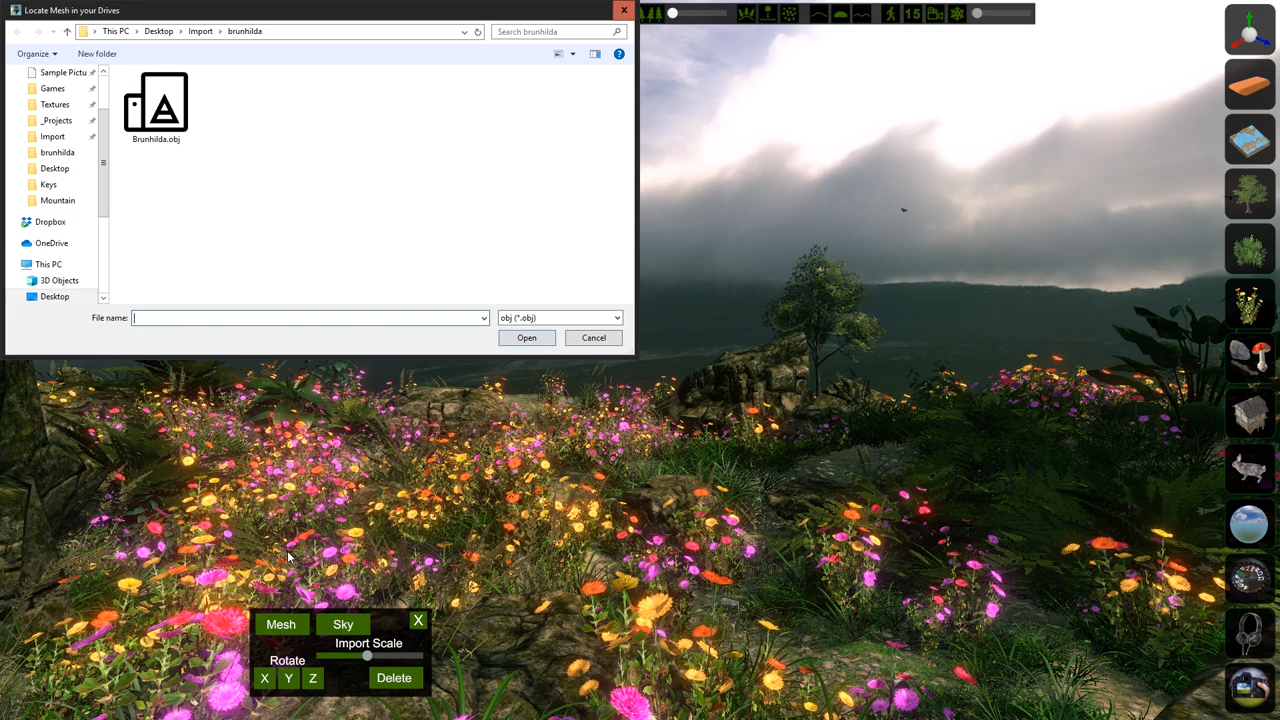 Locate Mesh in your Drives
This PC Desktop Import brunhilda
Search brunhilda
Organize
New folder
Sample Pictu
Games
Textures
_Projects
Import
brunhilda
Desktop
Keys
Mountain
Dropbox
OneDrive
This PC
3D Objects
Desktop
Brunhilda.obj
File name:
obj (*.obj)
Open
Cancel
15
Mesh
Sky
X
Import Scale
Rotate
X Y Z
Delete